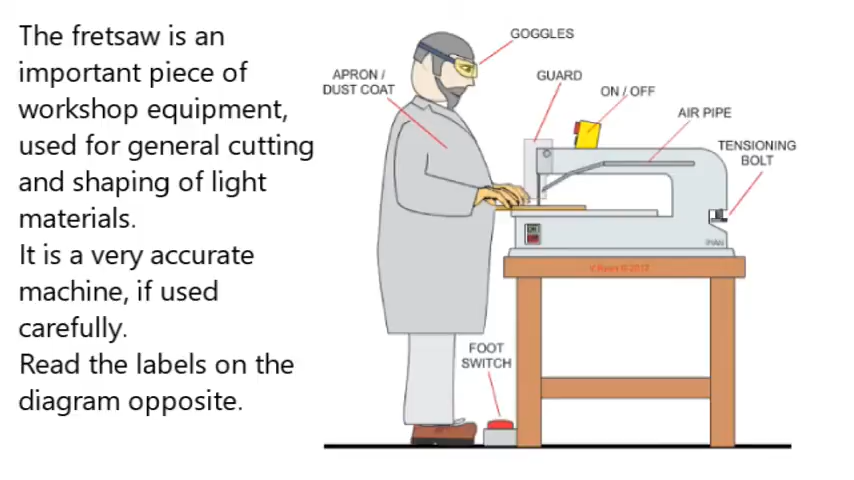 The fretsaw is an
important piece of
workshop equipment,
used for general cutting
and shaping of light
materials.
It is a very accurate
machine, if used
carefully.
Read the labels on the
diagram opposite.
GOGGLES
APRON /
DUST COAT
GUARD
ON / OFF
AIR PIPE
TENSIONING
BOLT
V.Ryan © 2017
FOOT
SWITCH